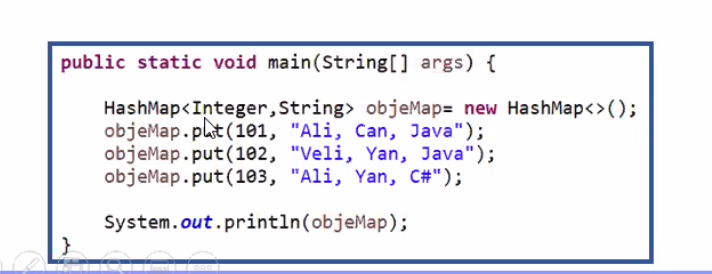 public static void main(String[] args) {
HashMap<Integer,String> objeMap= new HashMap<>();
objeMap.put(101, "Ali, Can, Java");
objeMap.put(102, "Veli, Yan, Java");
objeMap.put(103, "Ali, Yan, C#");
System.out.println(objeMap);
}